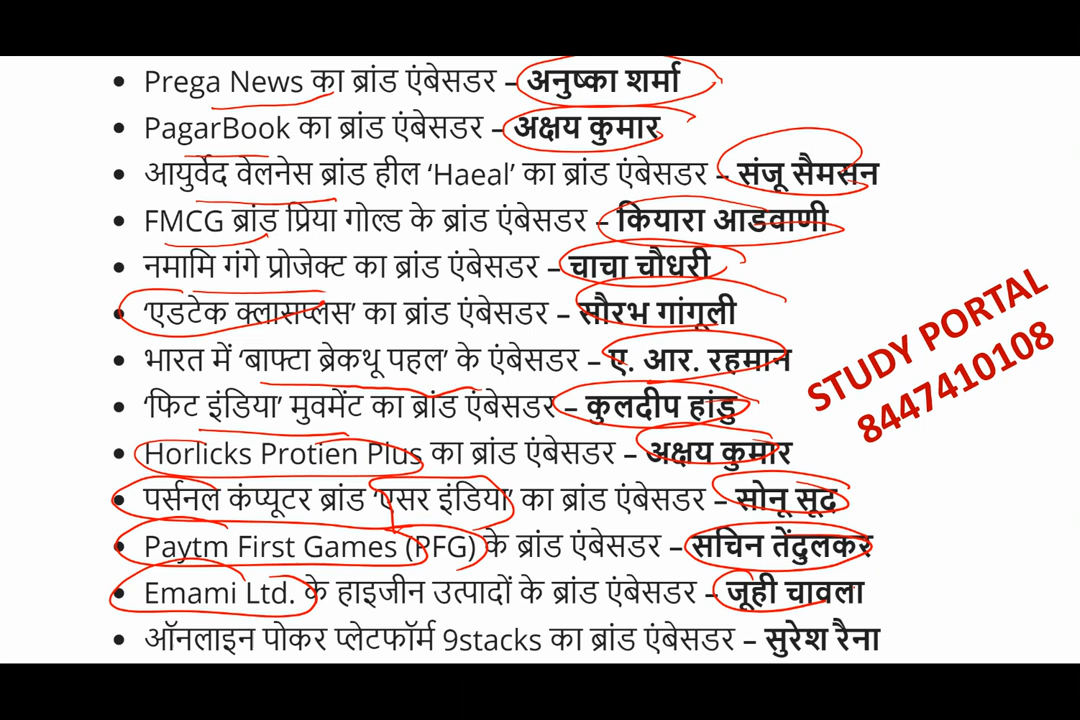 • Prega News का ब्रांड एंबेसडर – अनुष्का शर्मा
• PagarBook का ब्रांड एंबेसडर – अक्षय कुमार
• आयुर्वेद वेलनेस ब्रांड हील ‘Haeal’ का ब्रांड एंबेसडर – संजू सैमसन
• FMCG ब्रांड प्रिया गोल्ड के ब्रांड एंबेसडर – कियारा आडवाणी
• नमामि गंगे प्रोजेक्ट का ब्रांड एंबेसडर – चाचा चौधरी
• ‘एडटेक क्लासप्लस’ का ब्रांड एंबेसडर – सौरभ गांगूली
• भारत में ‘बाफ्टा ब्रेकथ्रू पहल’ के एंबेसडर – ए. आर. रहमान
• ‘फिट इंडिया’ मुवमेंट का ब्रांड एंबेसडर – कुलदीप हांडु
• Horlicks Protien Plus का ब्रांड एंबेसडर – अक्षय कुमार
• पर्सनल कंप्यूटर ब्रांड ‘एसर इंडिया’ का ब्रांड एंबेसडर – सोनू सूद
• Paytm First Games (PFG) के ब्रांड एंबेसडर – सचिन तेंदुलकर
• Emami Ltd. के हाइजीन उत्पादों के ब्रांड एंबेसडर – जूही चावला
• ऑनलाइन पोकर प्लेटफॉर्म 9stacks का ब्रांड एंबेसडर – सुरेश रैना
STUDY PORTAL
8447410108